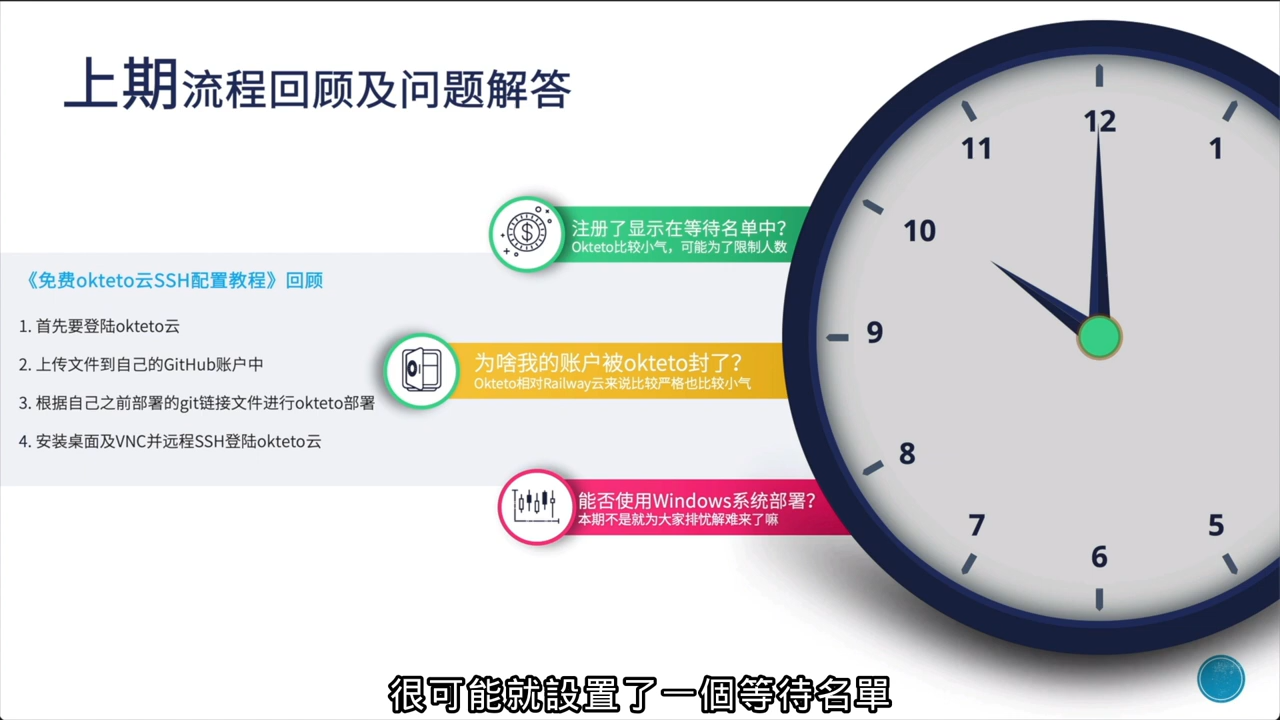 上期流程回顾及问题解答
注册了显示在等待名单中?
Okteto比较小气，可能为了限制人数
《免费okteto云SSH配置教程》回顾
1. 首先要登陆okteto云
2. 上传文件到自己的GitHub账户中
3. 根据自己之前部署的git链接文件进行okteto部署
4. 安装桌面及VNC并远程SSH登陆okteto云
为啥我的账户被okteto封了?
Okteto相对Railway云来说比较严格也比较小气
能否使用Windows系统部署?
本期不是就为大家排忧解难来了嘛
12
11
1
10
9
8
7
5
6
很可能就設置了一個等待名單